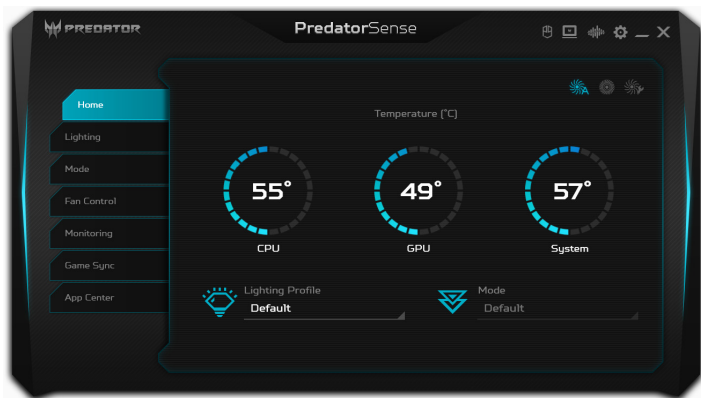 PREDATOR
PredatorSense
Home
Lighting
Mode
Fan Control
Monitoring
Game Sync
App Center
Temperature (°C)
55° 49° 57°
CPU GPU System
Lighting Profile Mode
Default Default